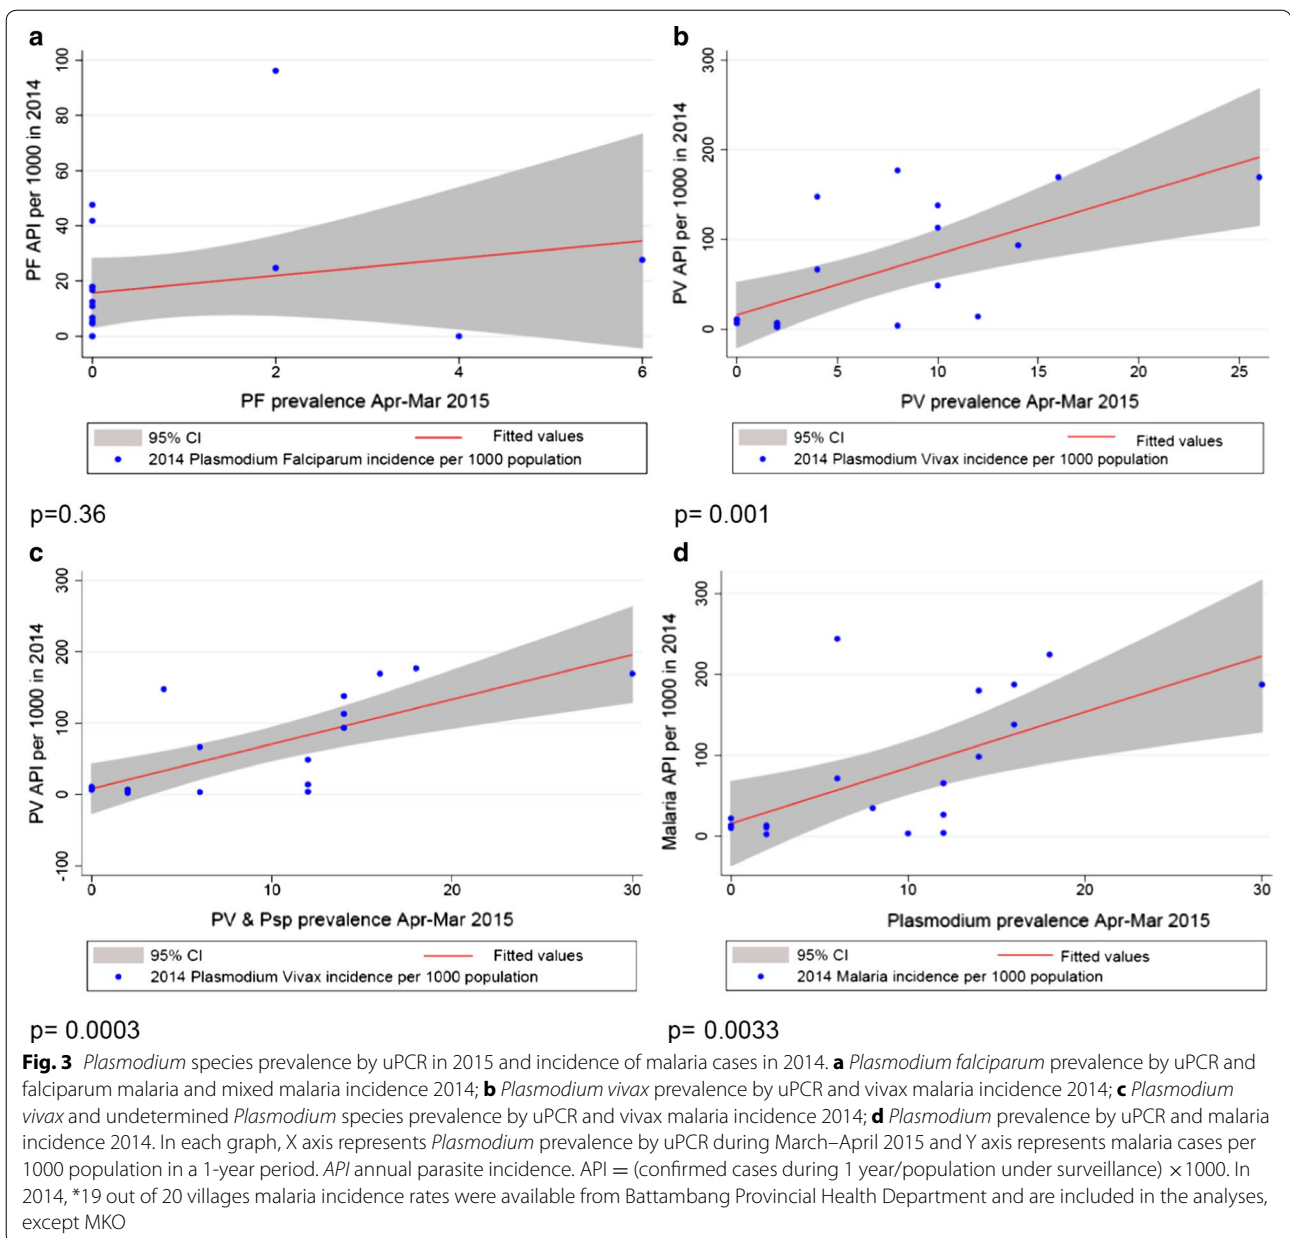 a
PF API per 1000 in 2014
100
80
60
40
20
0
0 2 4 6
PF prevalence Apr-Mar 2015
95% CI Fitted values
2014 Plasmodium Falciparum incidence per 1000 population
p=0.36
b
PV API per 1000 in 2014
300
200
100
0
0 5 10 15 20 25
PV prevalence Apr-Mar 2015
95% CI Fitted values
2014 Plasmodium Vivax incidence per 1000 population
p= 0.001
c
PV API per 1000 in 2014
300
200
100
0
-100
0 10 20 30
PV & Psp prevalence Apr-Mar 2015
95% CI Fitted values
2014 Plasmodium Vivax incidence per 1000 population
p= 0.0003
d
Malaria API per 1000 in 2014
300
200
100
0
0 10 20 30
Plasmodium prevalence Apr-Mar 2015
95% CI Fitted values
2014 Malaria incidence per 1000 population
p= 0.0033
Fig. 3 Plasmodium species prevalence by uPCR in 2015 and incidence of malaria cases in 2014. a Plasmodium falciparum prevalence by uPCR and
falciparum malaria and mixed malaria incidence 2014; b Plasmodium vivax prevalence by uPCR and vivax malaria incidence 2014; c Plasmodium
vivax and undetermined Plasmodium species prevalence by uPCR and vivax malaria incidence 2014; d Plasmodium prevalence by uPCR and malaria
incidence 2014. In each graph, X axis represents Plasmodium prevalence by uPCR during March–April 2015 and Y axis represents malaria cases per
1000 population in a 1-year period. API annual parasite incidence. API = (confirmed cases during 1 year/population under surveillance) ×1000. In
2014, *19 out of 20 villages malaria incidence rates were available from Battambang Provincial Health Department and are included in the analyses,
except MKO